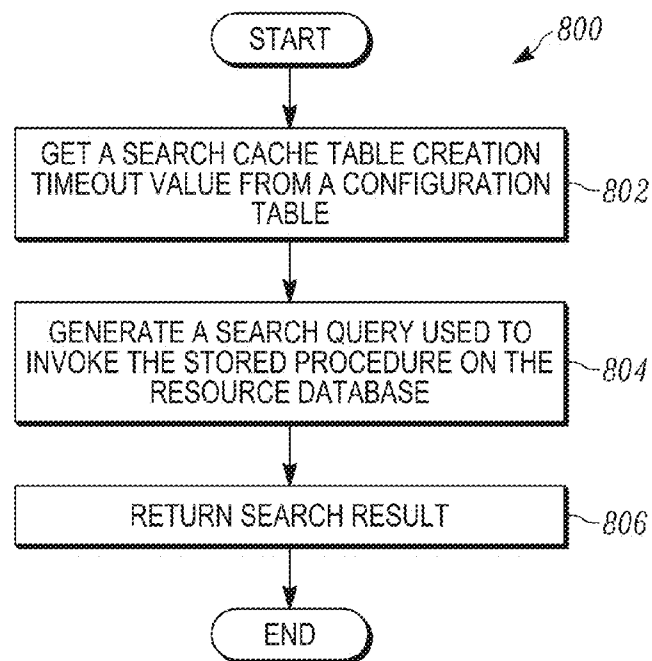 START
800
GET A SEARCH CACHE TABLE CREATION
TIMEOUT VALUE FROM A CONFIGURATION
TABLE
802
GENERATE A SEARCH QUERY USED TO
INVOKE THE STORED PROCEDURE ON THE
RESOURCE DATABASE
804
RETURN SEARCH RESULT
806
END